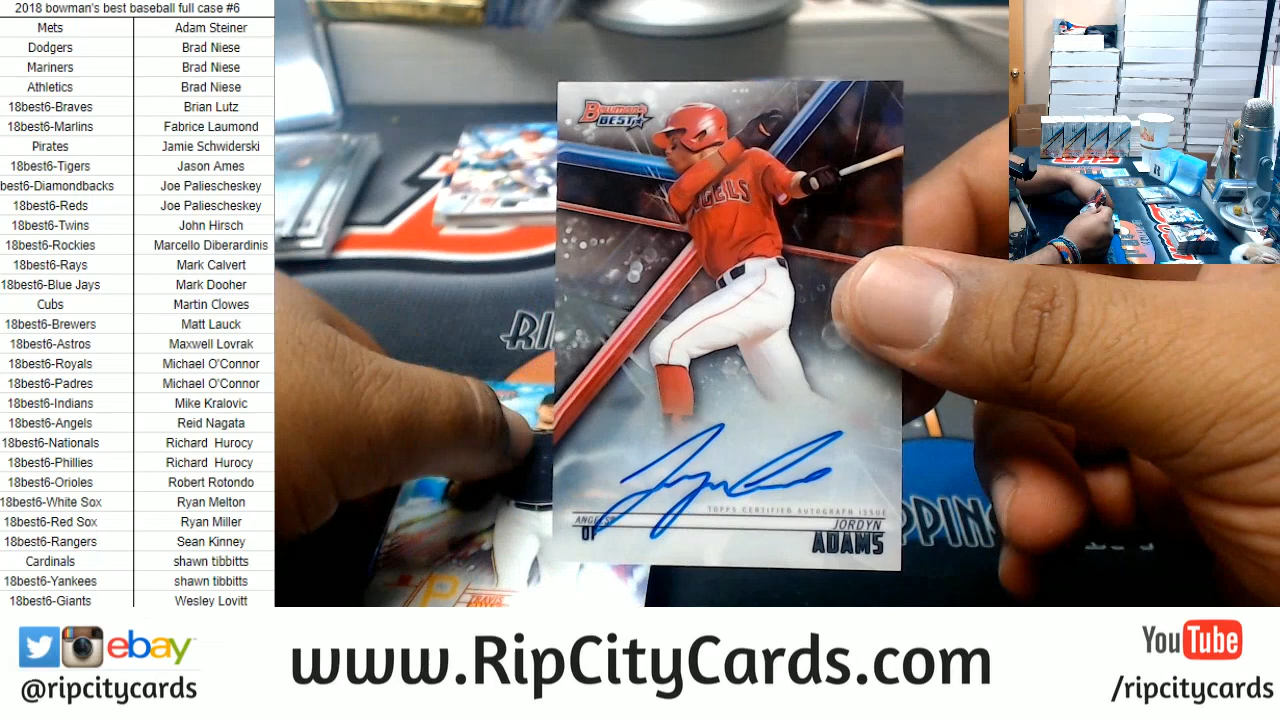 2018 bowman's best baseball full case #6
Mets Adam Steiner
Dodgers Brad Niese
Mariners Brad Niese
Athletics Brad Niese
18best6-Braves Brian Lutz
18best6-Marlins Fabrice Laumond
Pirates Jamie Schwiderski
18best6-Tigers Jason Ames
best6-Diamondbacks Joe Paliescheskey
18best6-Reds Joe Paliescheskey
18best6-Twins John Hirsch
18best6-Rockies Marcello Diberardinis
18best6-Rays Mark Calvert
18best6-Blue Jays Mark Dooher
Cubs Martin Clowes
18best6-Brewers Matt Lauck
18best6-Astros Maxwell Lovrak
18best6-Royals Michael O'Connor
18best6-Padres Michael O'Connor
18best6-Indians Mike Kralovic
18best6-Angels Reid Nagata
18best6-Nationals Richard Hurocy
18best6-Phillies Richard Hurocy
18best6-Orioles Robert Rotondo
18best6-White Sox Ryan Melton
18best6-Red Sox Ryan Miller
18best6-Rangers Sean Kinney
Cardinals shawn tibbitts
18best6-Yankees shawn tibbitts
18best6-Giants Wesley Lovitt
Bowman's
BEST
ANGELS
TOPPS CERTIFIED AUTOGRAPH ISSUE
ANGELS
OF
JORDYN
ADAMS
RI
PPIN
P
TRAVIS
ebay
@ripcitycards
www.RipCityCards.com
YouTube
/ripcitycards